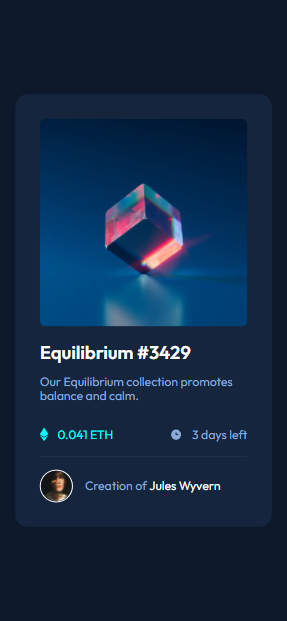 Equilibrium #3429
Our Equilibrium collection promotes
balance and calm.
0.041 ETH
3 days left
Creation of Jules Wyvern